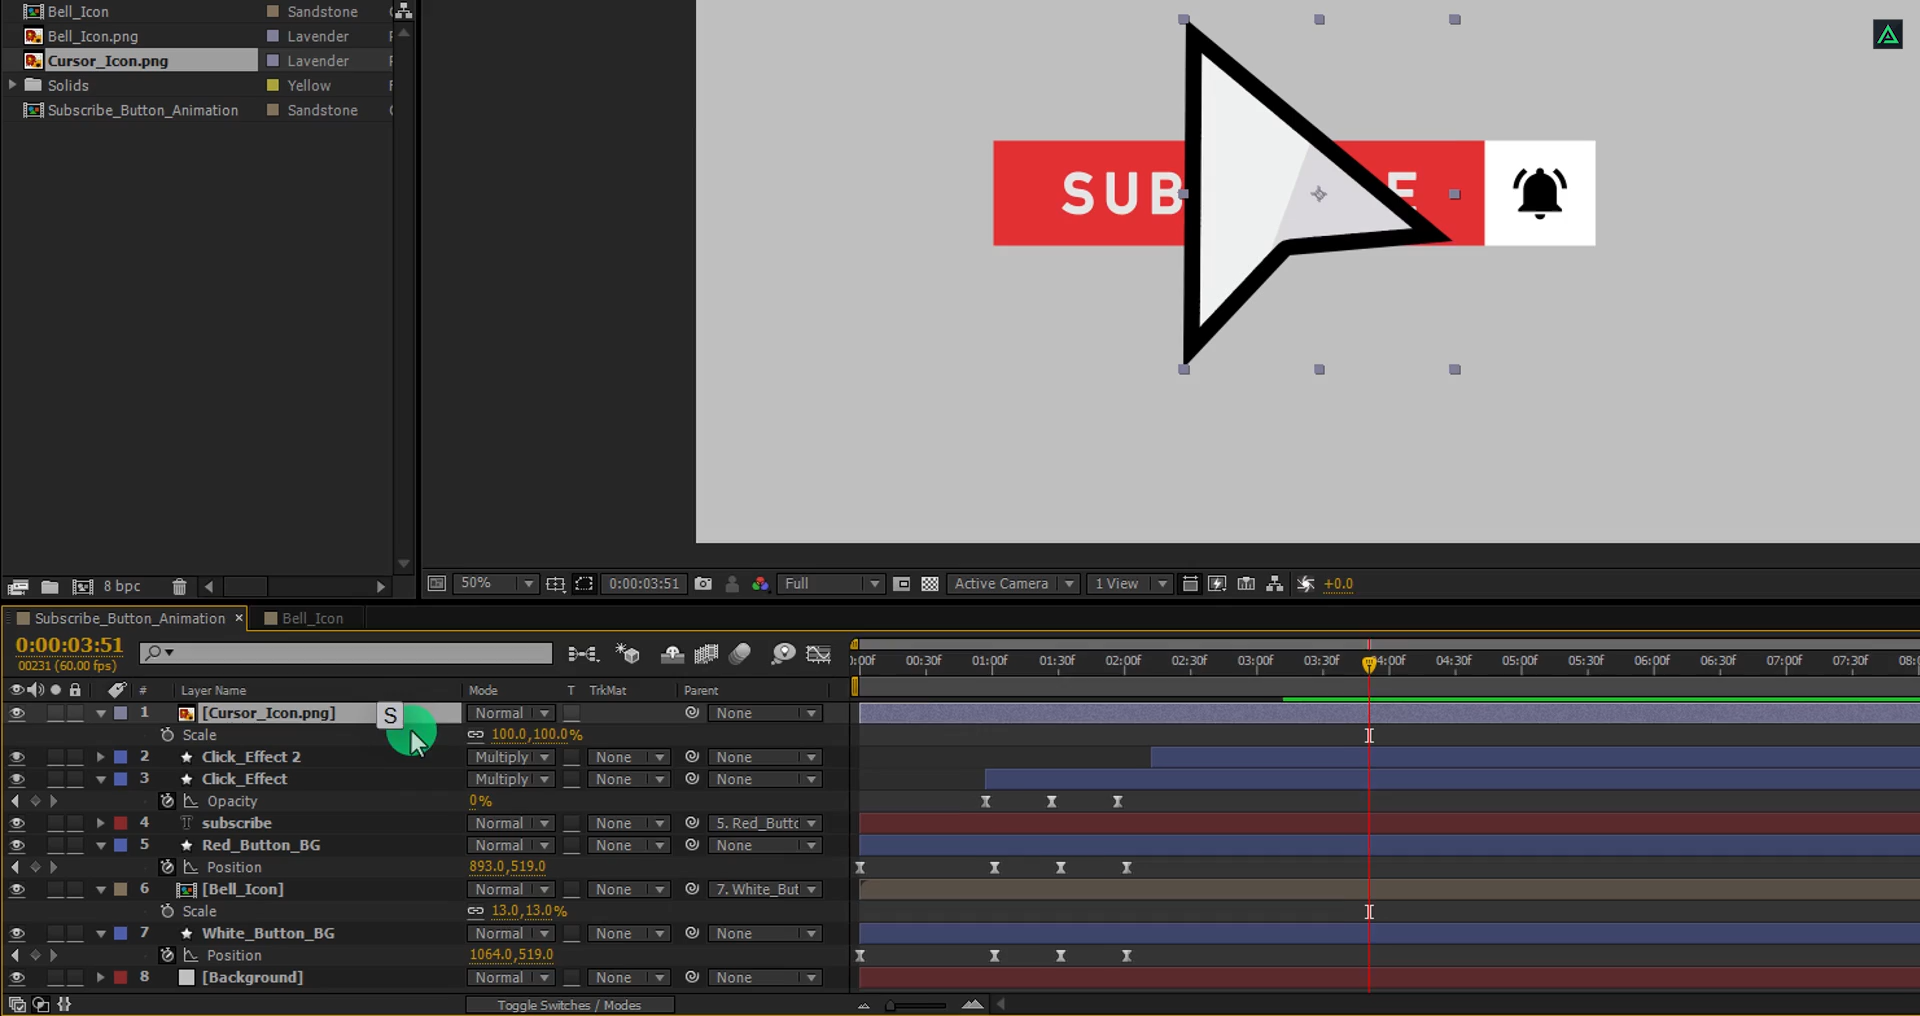 Bell_Icon Sandstone
Bell_Icon.png Lavender
Cursor_Icon.png Lavender
Solids Yellow
Subscribe_Button_Animation Sandstone
SUB E
8 bpc
50% 0:00:03:51 Full Active Camera 1 View +0.0
Subscribe_Button_Animation × Bell_Icon
0:00:03:51
00231 (60.00 fps)
:00f 00:30f 01:00f 01:30f 02:00f 02:30f 03:00f 03:30f 04:00f 04:30f 05:00f 05:30f 06:00f 06:30f 07:00f 07:30f 08:0
# Layer Name Mode T TrkMat Parent
1 [Cursor_Icon.png] S Normal None
Scale 100.0,100.0%
2 Click_Effect 2 Multiply None None
3 Click_Effect Multiply None None
Opacity 0%
4 subscribe Normal None 5. Red_Butto
5 Red_Button_BG Normal None None
Position 893.0,519.0
6 [Bell_Icon] Normal None 7. White_But
Scale 13.0,13.0%
7 White_Button_BG Normal None None
Position 1064.0,519.0
8 [Background] Normal None None
Toggle Switches / Modes